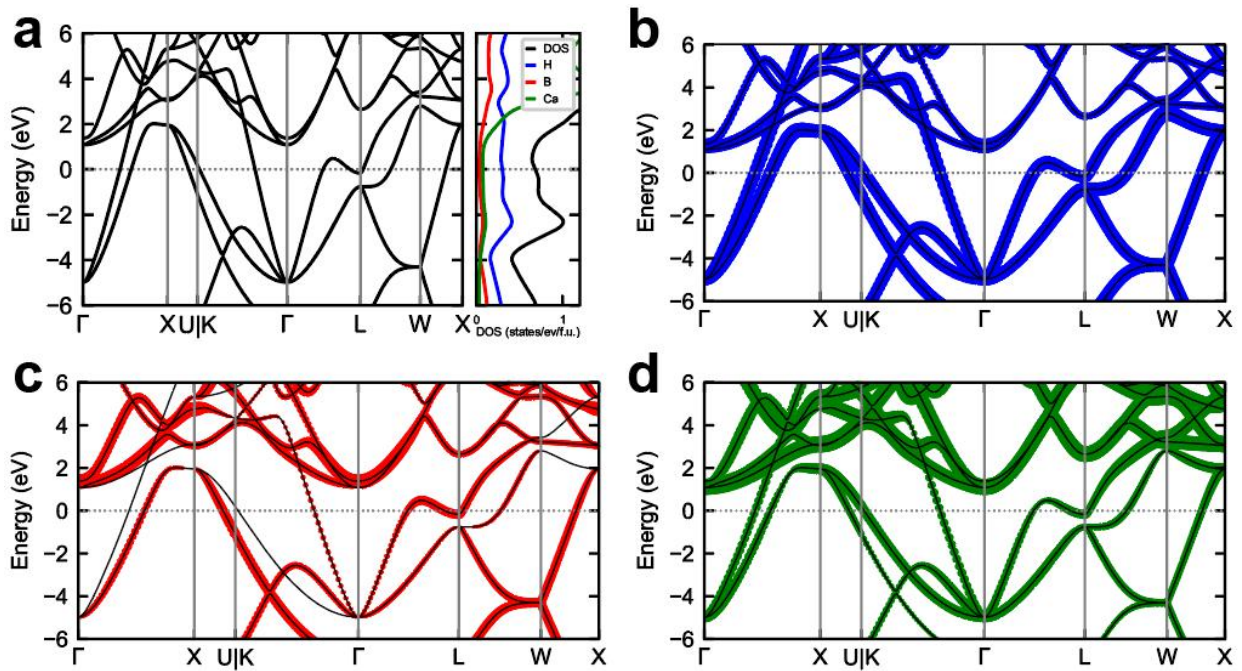 a
6
4
2
0
−2
−4
−6
Energy (eV)
Γ
X
U|K
Γ
L
W
X
DOS
H
B
Ca
0
1
DOS (states/ev/f.u.)
b
6
4
2
0
−2
−4
−6
Energy (eV)
Γ
X
U|K
Γ
L
W
X
c
6
4
2
0
−2
−4
−6
Energy (eV)
Γ
X
U|K
Γ
L
W
X
d
6
4
2
0
−2
−4
−6
Energy (eV)
Γ
X
U|K
Γ
L
W
X